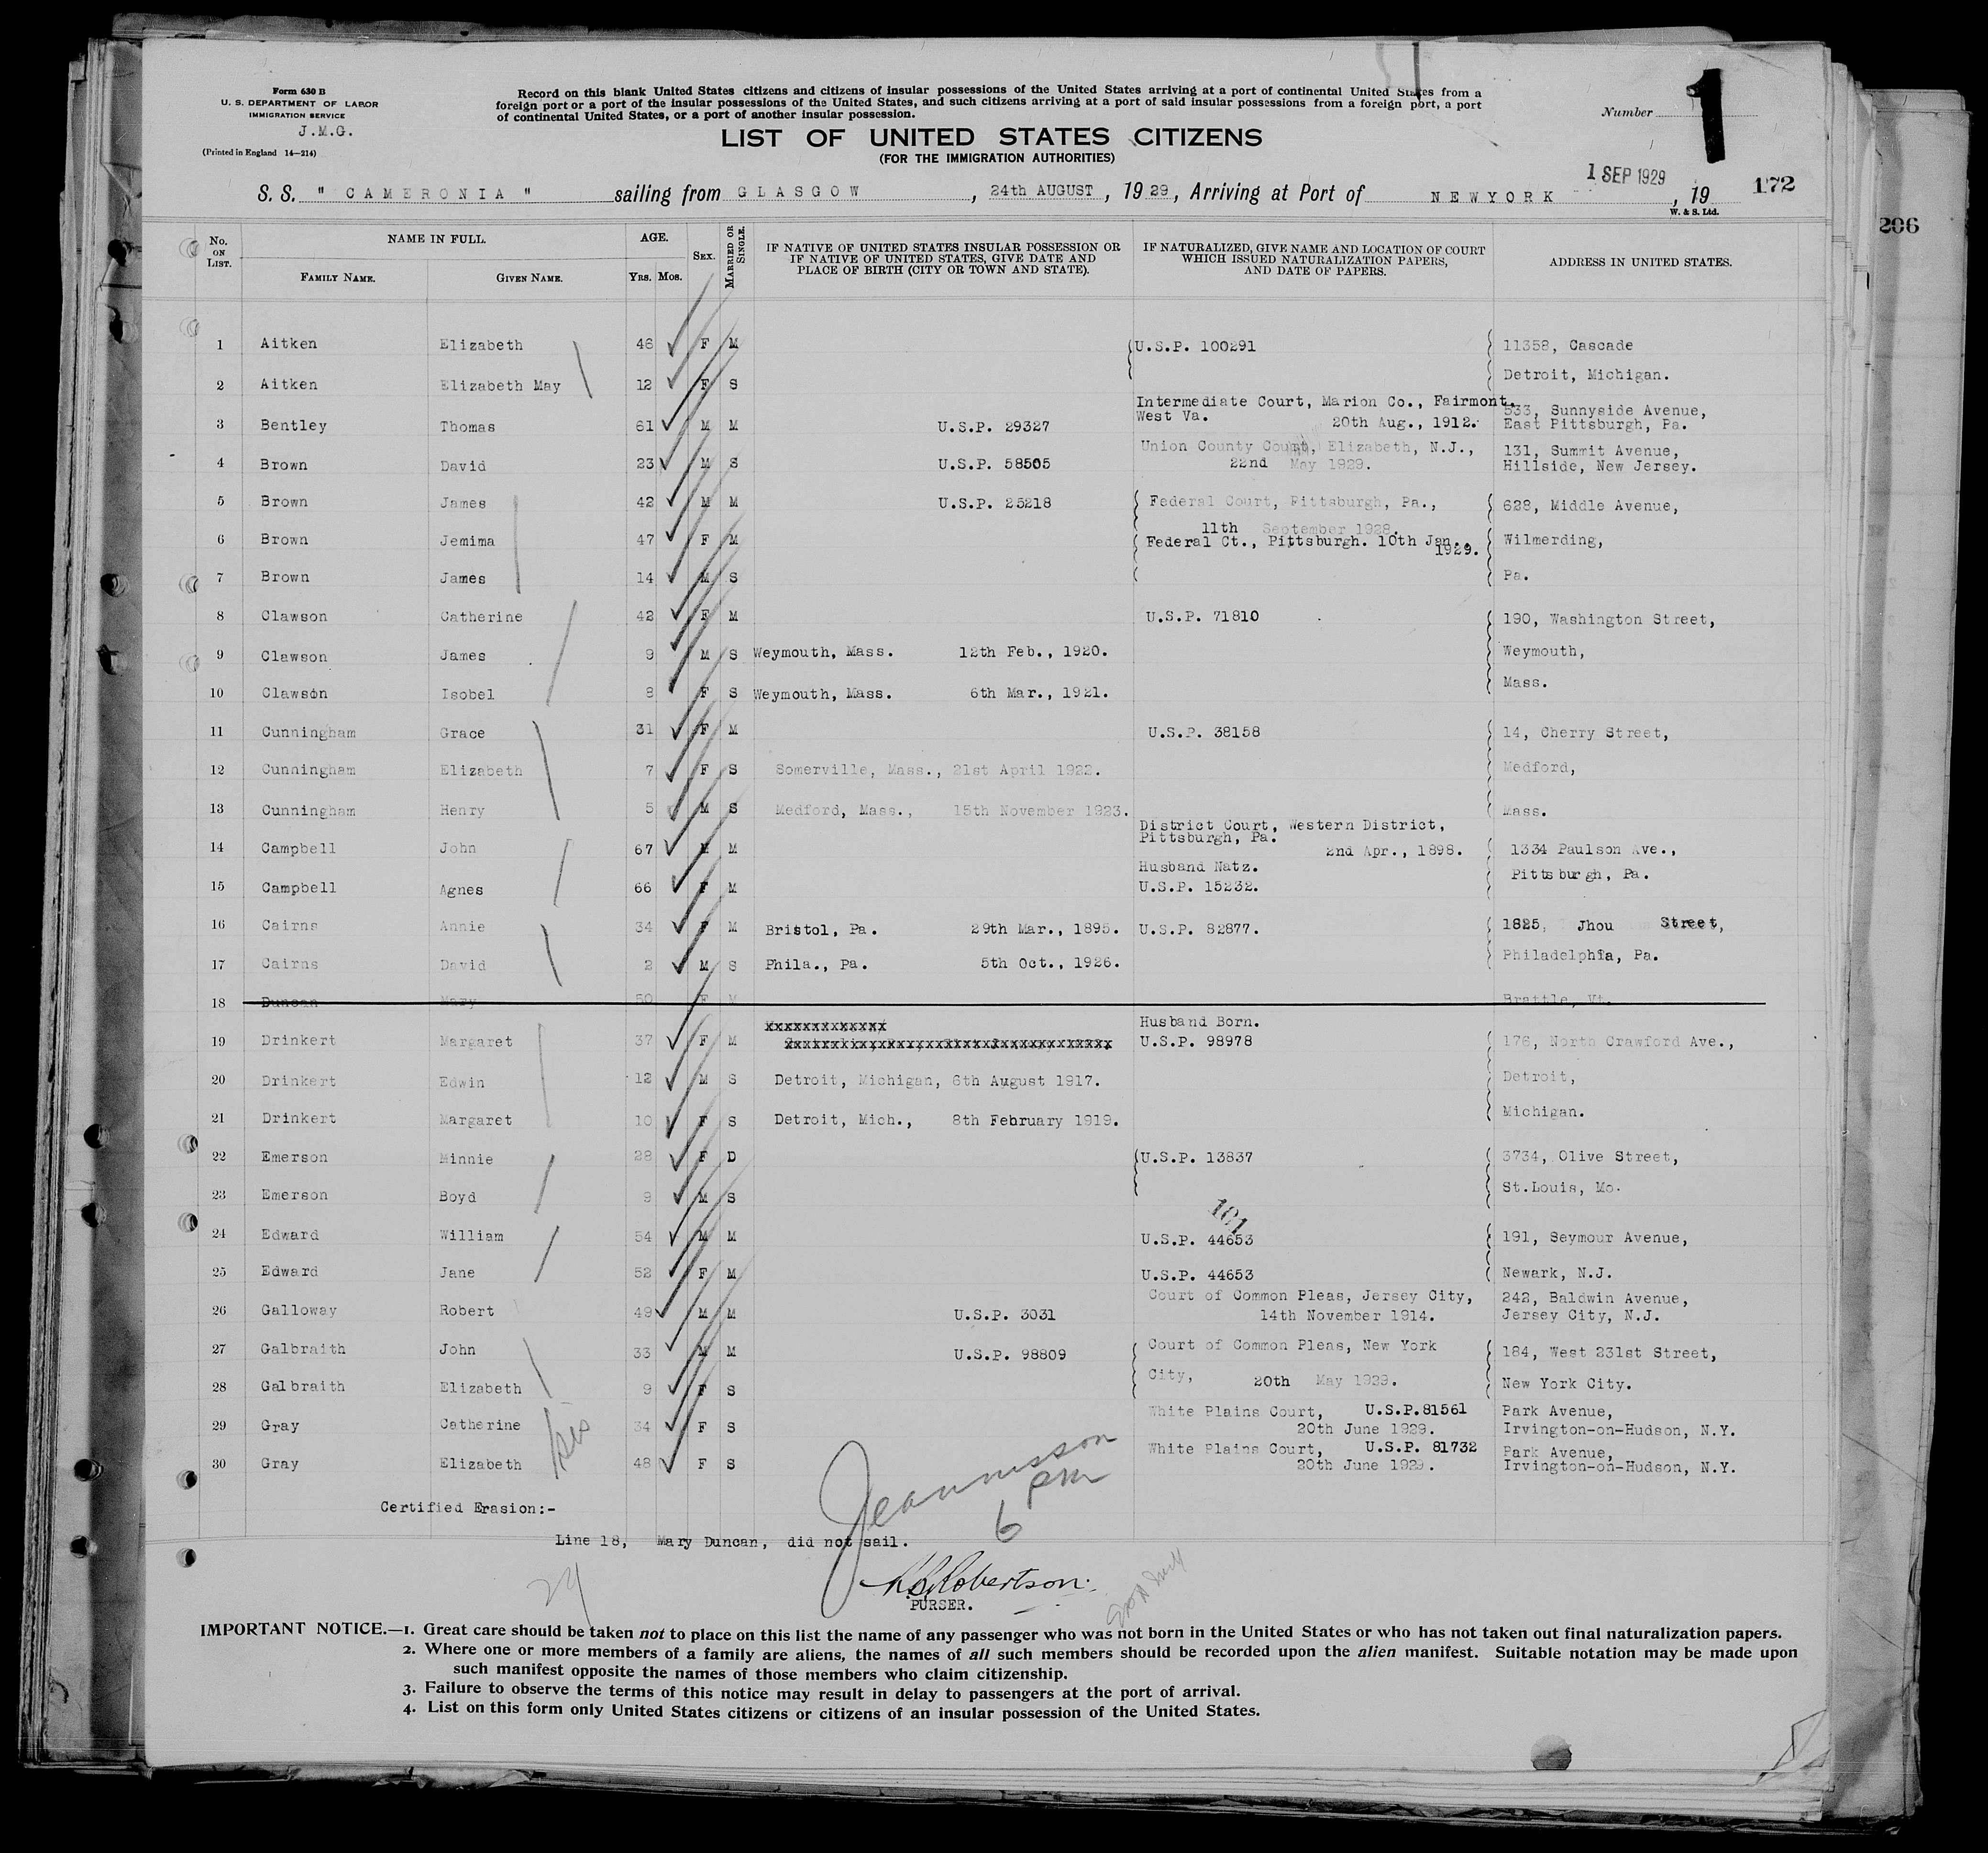 Form 630 B
U. S. DEPARTMENT OF LABOR
IMMIGRATION SERVICE
J.M.G.
(Printed in England 14—214)
Record on this blank United States citizens and citizens of insular possessions of the United States arriving at a port of continental United States from a
foreign port or a port of the insular possessions of the United States, and such citizens arriving at a port of said insular possessions from a foreign port, a port
of continental United States, or a port of another insular possession.
Number 1
LIST OF UNITED STATES CITIZENS
(FOR THE IMMIGRATION AUTHORITIES)
S. S. " CAMERONIA " sailing from GLASGOW, 24th AUGUST, 1929, Arriving at Port of NEWYORK 1 SEP 1929, 19 172
W. & S. Ltd.
206
No. ON LIST. NAME IN FULL. AGE. SEX. MARRIED OR SINGLE. IF NATIVE OF UNITED STATES INSULAR POSSESSION OR IF NATIVE OF UNITED STATES, GIVE DATE AND PLACE OF BIRTH (CITY OR TOWN AND STATE). IF NATURALIZED, GIVE NAME AND LOCATION OF COURT WHICH ISSUED NATURALIZATION PAPERS, AND DATE OF PAPERS. ADDRESS IN UNITED STATES.
FAMILY NAME. GIVEN NAME. YRS. MOS.
1 Aitken Elizabeth 46 F M U.S.P. 100291 11358, Cascade
Detroit, Michigan.
2 Aitken Elizabeth May 12 F S
3 Bentley Thomas 61 M M U.S.P. 29327 Intermediate Court, Marion Co., Fairmont, West Va. 20th Aug., 1912. 533, Sunnyside Avenue, East Pittsburgh, Pa.
4 Brown David 23 M S U.S.P. 58505 Union County Court, Elizabeth, N.J., 22nd May 1929. 131, Summit Avenue, Hillside, New Jersey.
5 Brown James 42 M M U.S.P. 25218 Federal Court, Pittsburgh, Pa., 11th September 1928. 628, Middle Avenue,
6 Brown Jemima 47 F M Federal Ct., Pittsburgh. 10th Jan., 1929. Wilmerding,
7 Brown James 14 M S Pa.
8 Clawson Catherine 42 F M U.S.P. 71810 190, Washington Street,
9 Clawson James 9 M S Weymouth, Mass. 12th Feb., 1920. Weymouth,
10 Clawson Isobel 8 F S Weymouth, Mass. 6th Mar., 1921. Mass.
11 Cunningham Grace 31 F M U.S.P. 38158 14, Cherry Street,
12 Cunningham Elizabeth 7 F S Somerville, Mass., 21st April 1922. Medford,
13 Cunningham Henry 5 M S Medford, Mass., 15th November 1923. Mass.
14 Campbell John 67 M M District Court, Western District, Pittsburgh, Pa. 2nd Apr., 1898. 1334 Paulson Ave.,
15 Campbell Agnes 66 F M Husband Natz. U.S.P. 15232. Pittsburgh, Pa.
16 Cairns Annie 34 F M Bristol, Pa. 29th Mar., 1895. U.S.P. 82877. 1825, Jhou Street,
17 Cairns David 2 M S Phila., Pa. 5th Oct., 1926. Philadelphia, Pa.
18 Duncan Mary 50 F M Brattle, Vt.
19 Drinkert Margaret 37 F M Husband Born. U.S.P. 98978 176, North Crawford Ave.,
20 Drinkert Edwin 12 M S Detroit, Michigan, 6th August 1917. Detroit,
21 Drinkert Margaret 10 F S Detroit, Mich., 8th February 1919. Michigan.
22 Emerson Minnie 28 F D U.S.P. 13837 3734, Olive Street,
St.Louis, Mo.
23 Emerson Boyd 9 M S
101
24 Edward William 54 M M U.S.P. 44653 191, Seymour Avenue,
25 Edward Jane 52 F M U.S.P. 44653 Newark, N.J.
26 Galloway Robert 49 M M U.S.P. 3031 Court of Common Pleas, Jersey City, 14th November 1914. 242, Baldwin Avenue, Jersey City, N.J.
27 Galbraith John 33 M M U.S.P. 98809 Court of Common Pleas, New York 184, West 231st Street,
28 Galbraith Elizabeth 9 F S City, 20th May 1929. New York City.
29 Gray Catherine 34 F S White Plains Court, U.S.P.81561 20th June 1929. Park Avenue, Irvington-on-Hudson, N.Y.
30 Gray Elizabeth 48 F S White Plains Court, U.S.P. 81732 20th June 1929. Park Avenue, Irvington-on-Hudson, N.Y.
sis
Certified Erasion:-
Line 18, Mary Duncan, did not sail.
6
Robertson
PURSER.
IMPORTANT NOTICE.—1. Great care should be taken not to place on this list the name of any passenger who was not born in the United States or who has not taken out final naturalization papers.
2. Where one or more members of a family are aliens, the names of all such members should be recorded upon the alien manifest. Suitable notation may be made upon
such manifest opposite the names of those members who claim citizenship.
3. Failure to observe the terms of this notice may result in delay to passengers at the port of arrival.
4. List on this form only United States citizens or citizens of an insular possession of the United States.